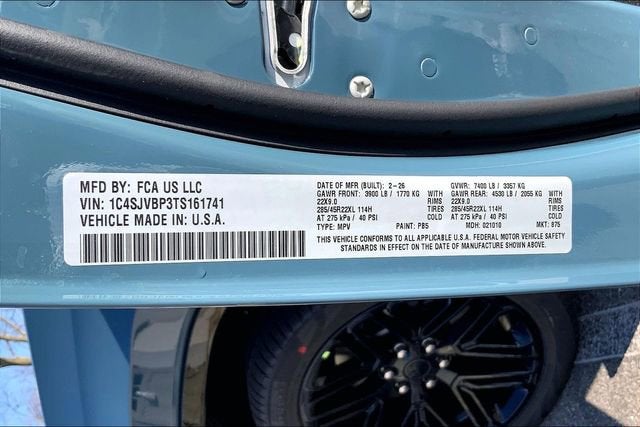 MFD BY: FCA US LLC
VIN: 1C4SJVBP3TS161741
VEHICLE MADE IN U.S.A.
DATE OF MFR (BUILT): 2-26 GVWR: 7400 LB / 3357 KG
GAWR FRONT: 3900 LB / 1770 KG GAWR REAR: 4530 LB / 2055 KG
22X9.0 RIMS 22X9.0 RIMS
285/45R22XL 114H TIRES 285/45R22XL 114H TIRES
AT 275 kPa / 40 PSI COLD AT 275 kPa / 40 PSI COLD
TYPE: MPV PAINT: PB5 MDH: 021010 MKT: 875
THIS VEHICLE CONFORMS TO ALL APPLICABLE U.S.A. FEDERAL MOTOR VEHICLE SAFETY
STANDARDS IN EFFECT ON THE DATE OF MANUFACTURE SHOWN ABOVE.